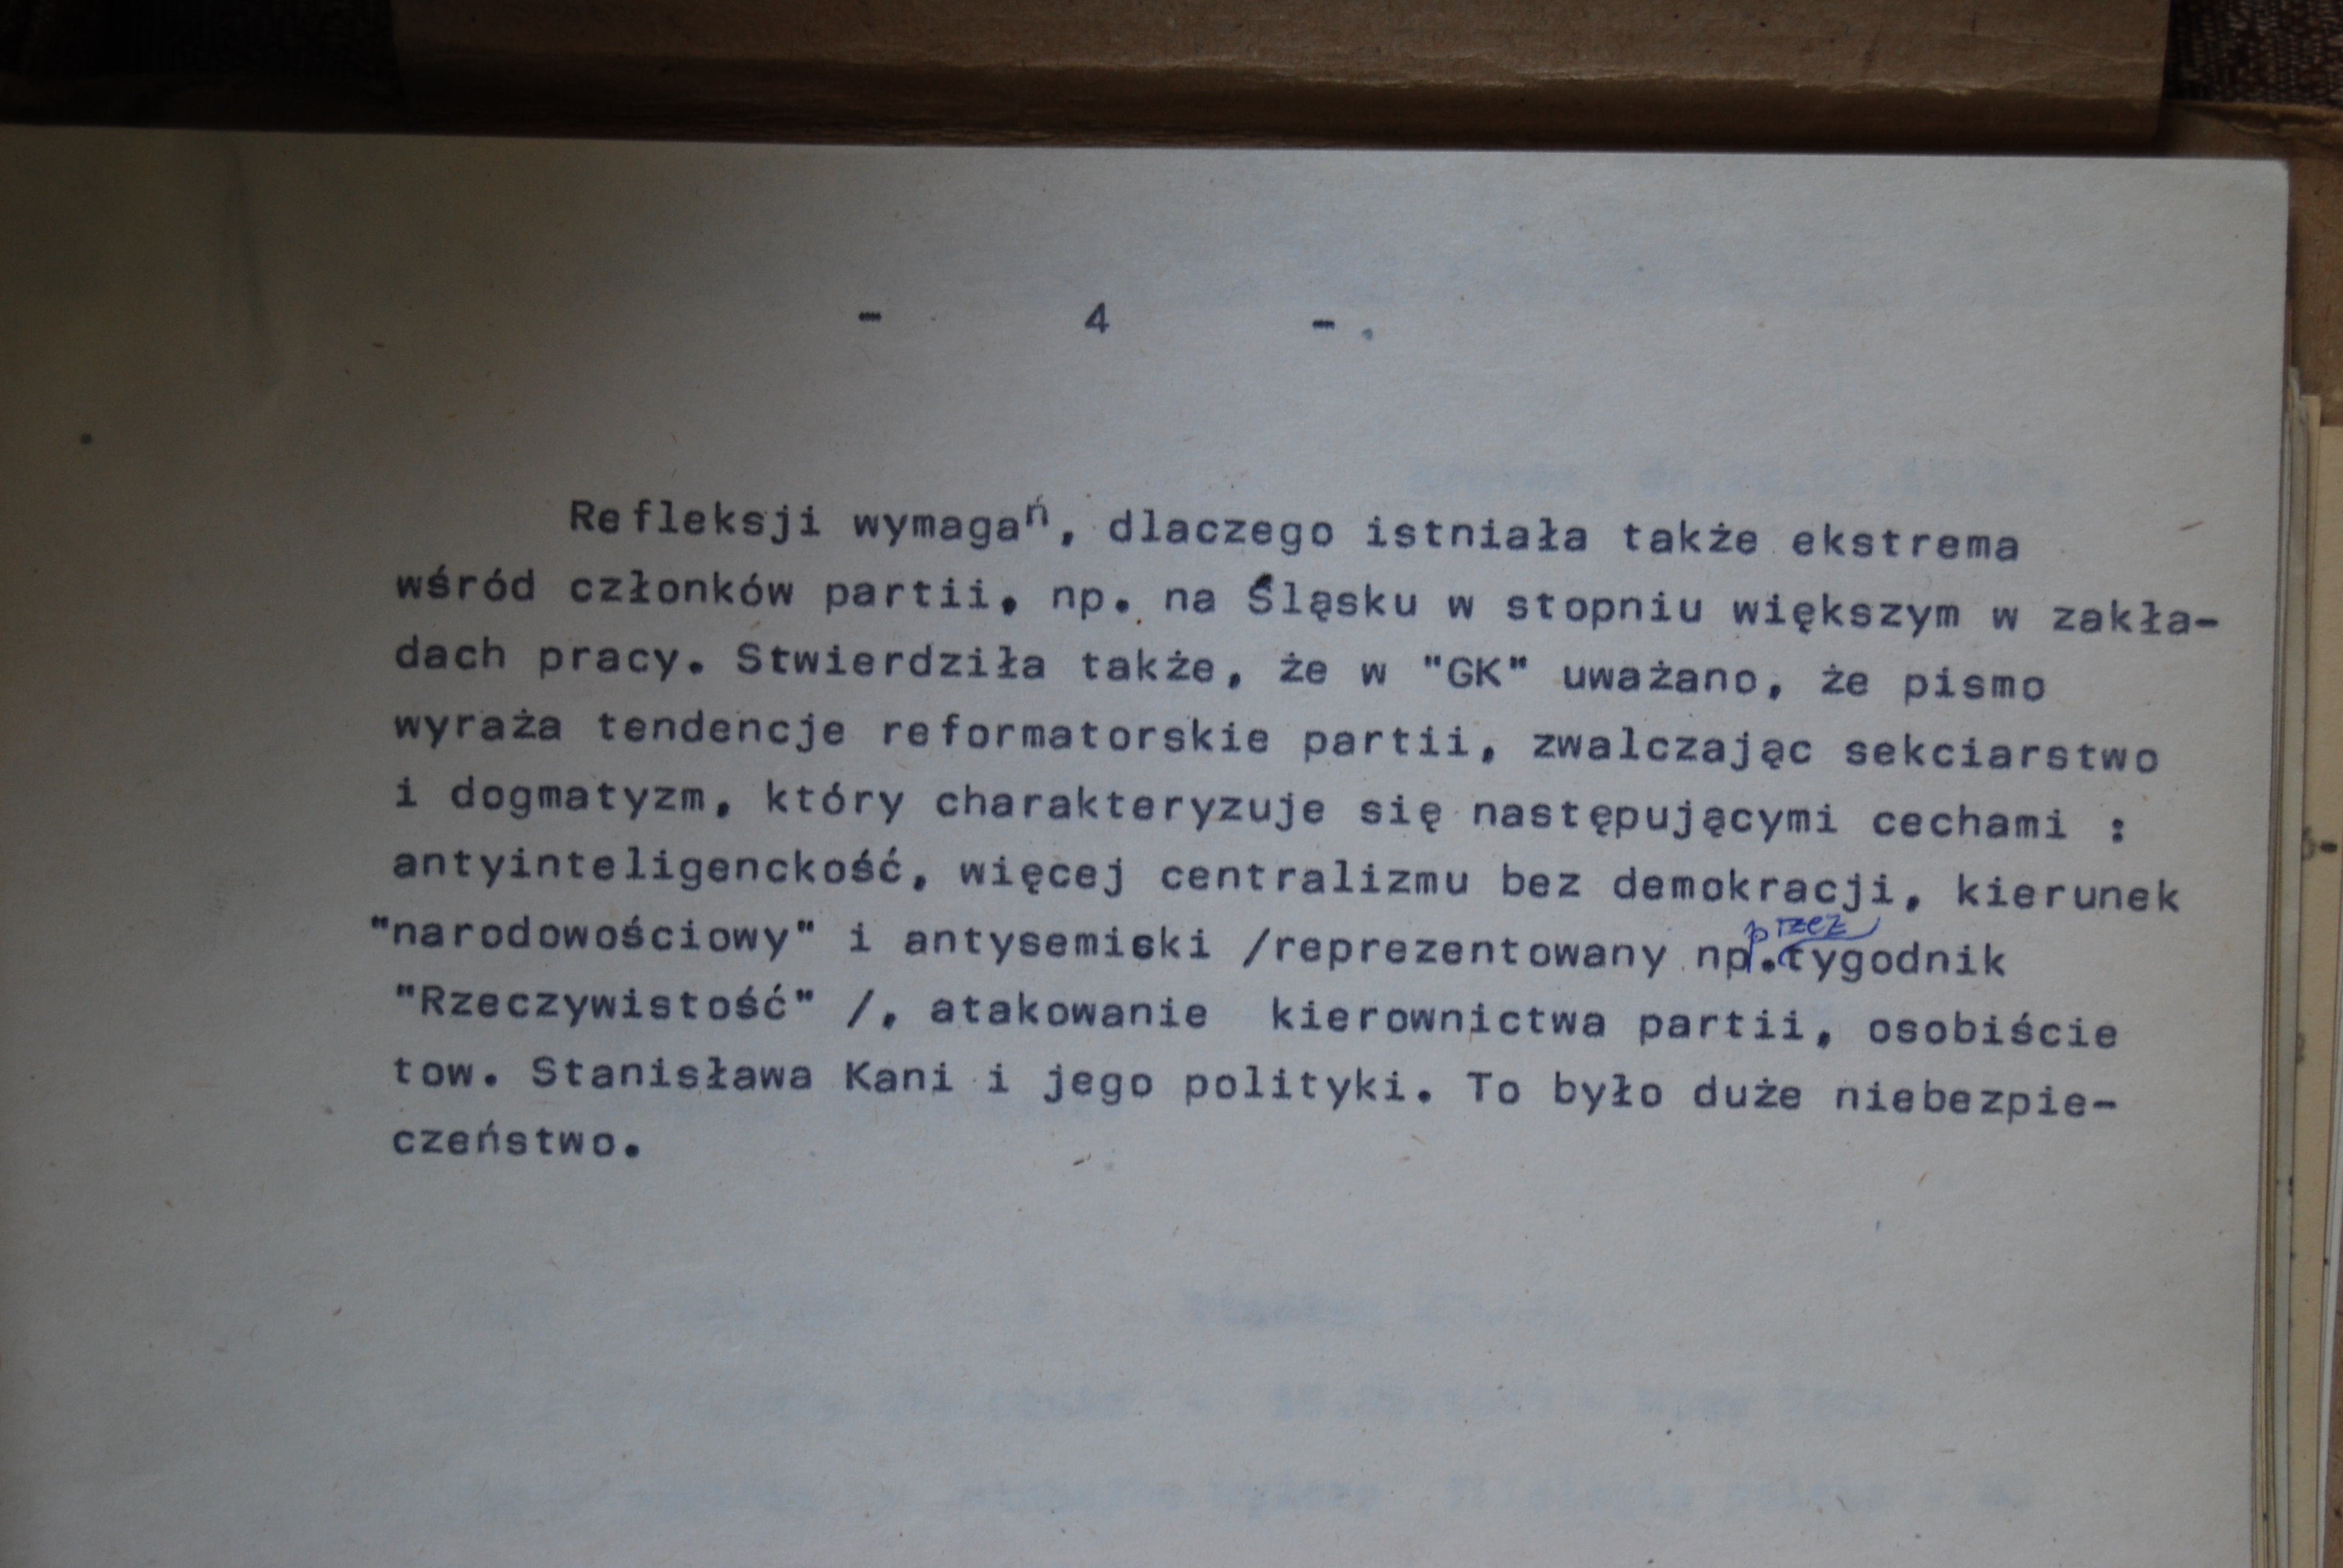 - 4 -
Refleksji wymagań, dlaczego istniała także ekstrema
wśród członków partii, np. na Śląsku w stopniu większym w zakła-
dach pracy. Stwierdziła także, że w "GK" uważano, że pismo
wyraża tendencje reformatorskie partii, zwalczając sekciarstwo
i dogmatyzm, który charakteryzuje się następującymi cechami :
antyinteligenckość, więcej centralizmu bez demokracji, kierunek
"narodowościowy" i antysemicki /reprezentowany np. przez tygodnik
"Rzeczywistość" /, atakowanie kierownictwa partii, osobiście
tow. Stanisława Kani i jego polityki. To było duże niebezpie-
czeństwo.